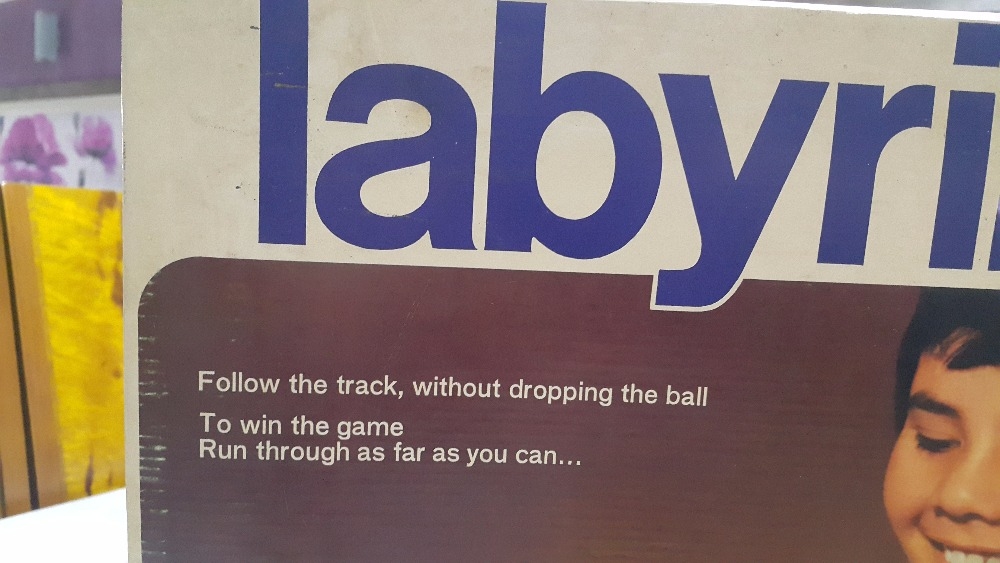 labyri
Follow the track, without dropping the ball
To win the game
Run through as far as you can...